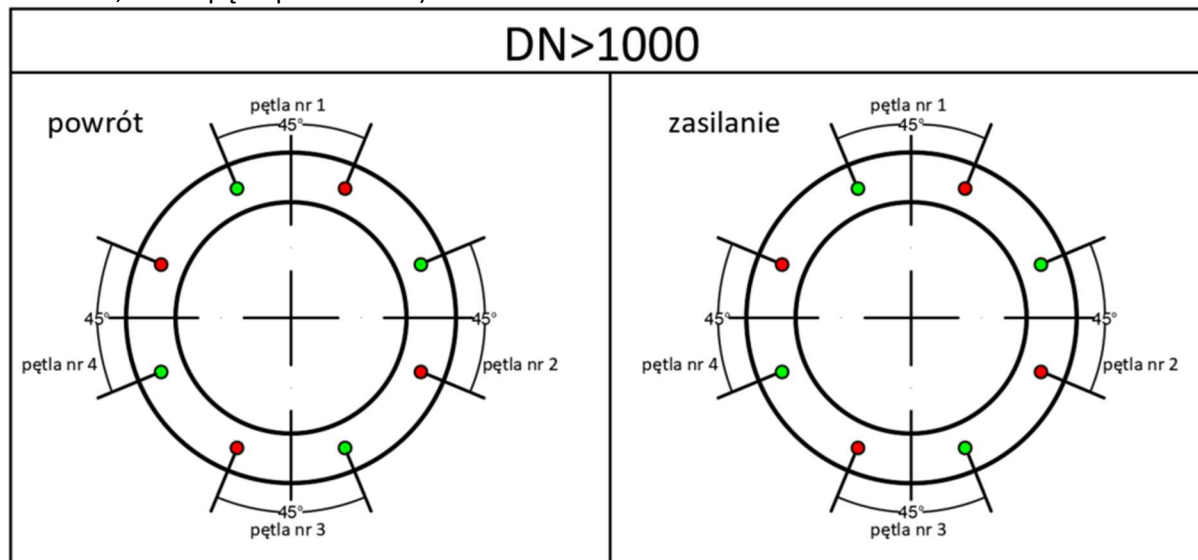 DN>1000
powrót
pętla nr 1
45°
45°
pętla nr 4
45°
pętla nr 2
45°
pętla nr 3
zasilanie
pętla nr 1
45°
45°
pętla nr 4
45°
pętla nr 2
45°
pętla nr 3